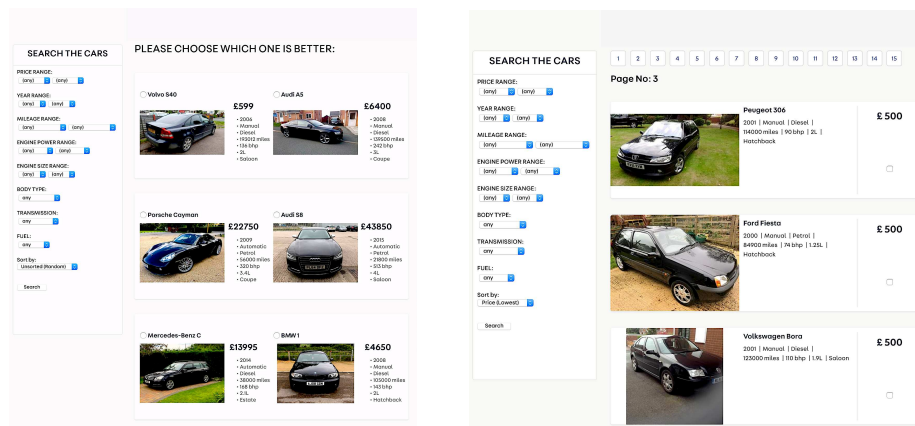 SEARCH THE CARS
PRICE RANGE:
(any) (any)
YEAR RANGE:
(any) (any)
MILEAGE RANGE:
(any) (any)
ENGINE POWER RANGE:
(any) (any)
ENGINE SIZE RANGE:
(any) (any)
BODY TYPE:
any
TRANSMISSION:
any
FUEL:
any
Sort by:
Unsorted (Random)
Search
PLEASE CHOOSE WHICH ONE IS BETTER:
Volvo S40
£599
• 2006
• Manual
• Diesel
• 195012 miles
• 136 bhp
• 2L
• Saloon
Audi A5
£6400
• 2008
• Manual
• Diesel
• 139500 miles
• 242 bhp
• 3L
• Coupe
Porsche Cayman
£22750
• 2009
• Automatic
• Petrol
• 56000 miles
• 320 bhp
• 3.4L
• Coupe
Audi S8
£43850
• 2015
• Automatic
• Petrol
• 21800 miles
• 513 bhp
• 4L
• Saloon
Mercedes-Benz C
£13995
• 2014
• Automatic
• Diesel
• 38000 miles
• 168 bhp
• 2.1L
• Estate
BMW 1
£4650
• 2008
• Manual
• Diesel
• 105000 miles
• 143 bhp
• 2L
• Hatchback
SEARCH THE CARS
PRICE RANGE:
(any) (any)
YEAR RANGE:
(any) (any)
MILEAGE RANGE:
(any) (any)
ENGINE POWER RANGE:
(any) (any)
ENGINE SIZE RANGE:
(any) (any)
BODY TYPE:
any
TRANSMISSION:
any
FUEL:
any
Sort by:
Price (Lowest)
Search
1 2 3 4 5 6 7 8 9 10 11 12 13 14 15
Page No: 3
Peugeot 306
2001 | Manual | Diesel |
114000 miles | 90 bhp | 2L |
Hatchback
£ 500
Ford Fiesta
2000 | Manual | Petrol |
84900 miles | 74 bhp | 1.25L |
Hatchback
£ 500
Volkswagen Bora
2001 | Manual | Diesel |
123000 miles | 110 bhp | 1.9L | Saloon
£ 500